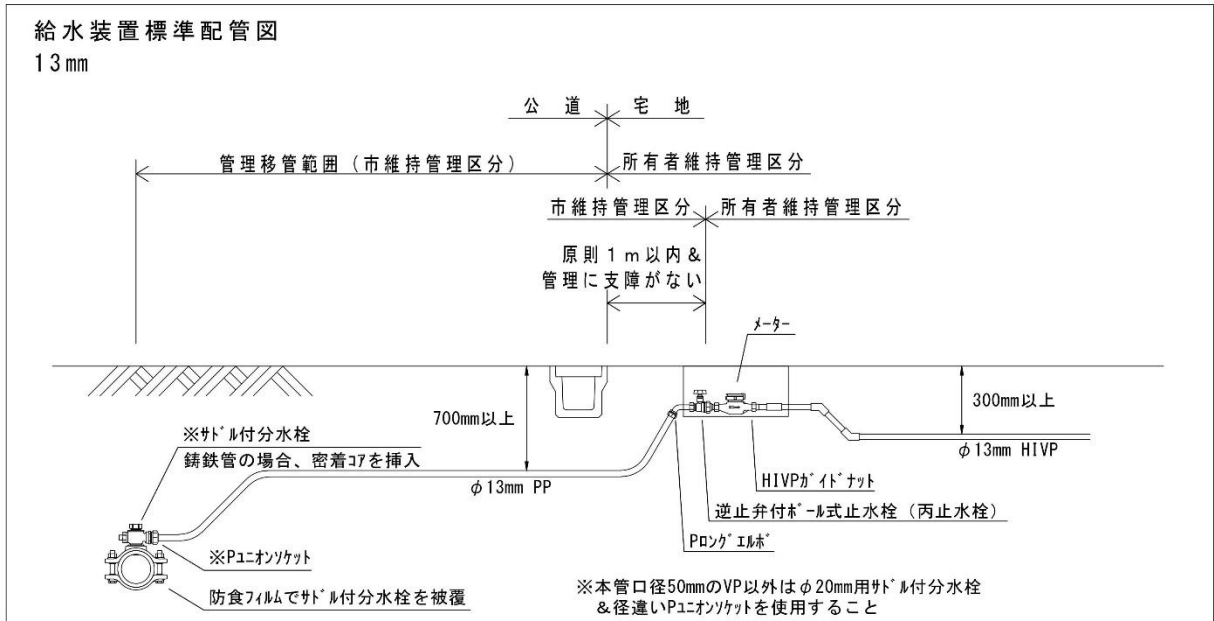 給水装置標準配管図
13mm
公道 宅地
管理移管範囲(市維持管理区分) 所有者維持管理区分
市維持管理区分 所有者維持管理区分
原則1m以内&
管理に支障がない
メーター
700mm以上
300mm以上
※サドル付分水栓
鋳鉄管の場合、密着コアを挿入
φ13mm PP
φ13mm HIVP
HIVPガイドナット
逆止弁付ボール式止水栓(丙止水栓)
Pロングエルボ
※Pユニオンソケット
防食フィルムでサドル付分水栓を被覆
※本管口径50mmのVP以外はφ20mm用サドル付分水栓
&径違いPユニオンソケットを使用すること